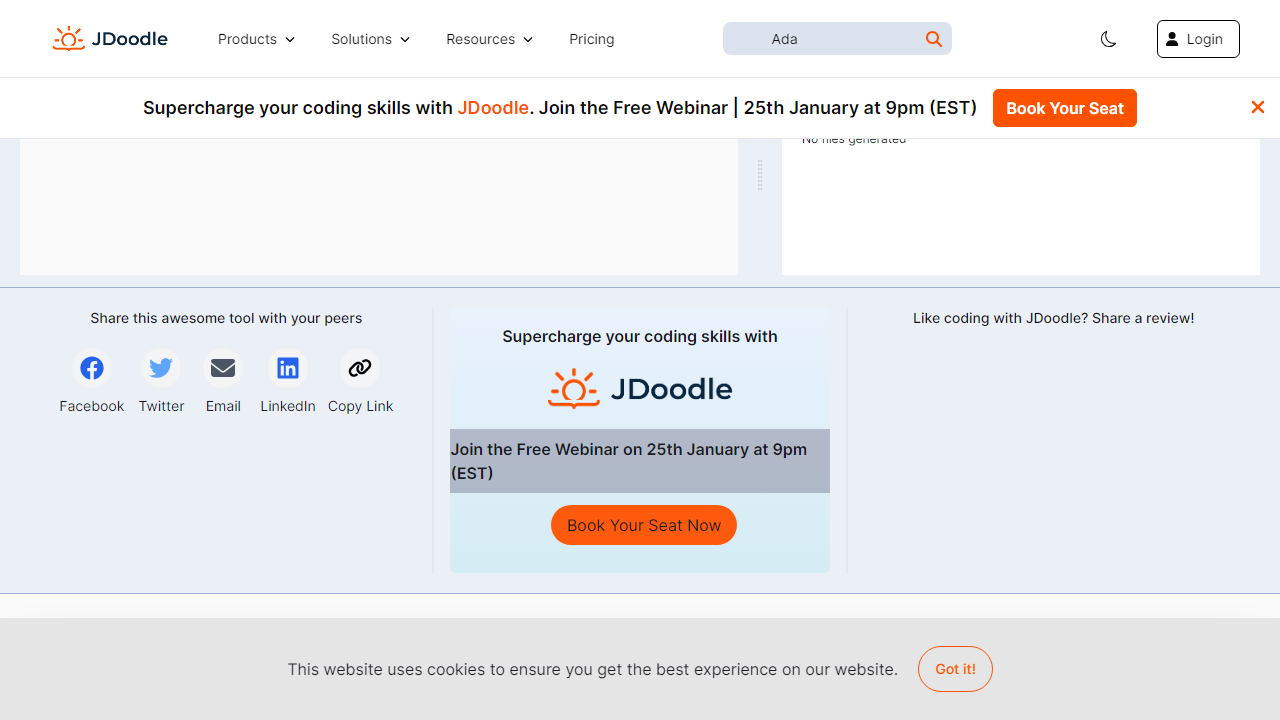 JDoodle
Products
Solutions
Resources
Pricing
Ada
Login
Supercharge your coding skills with JDoodle. Join the Free Webinar | 25th January at 9pm (EST)
Book Your Seat
No files generated
Share this awesome tool with your peers
Facebook
Twitter
Email
LinkedIn
Copy Link
Supercharge your coding skills with
JDoodle
Join the Free Webinar on 25th January at 9pm
(EST)
Book Your Seat Now
Like coding with JDoodle? Share a review!
This website uses cookies to ensure you get the best experience on our website.
Got it!